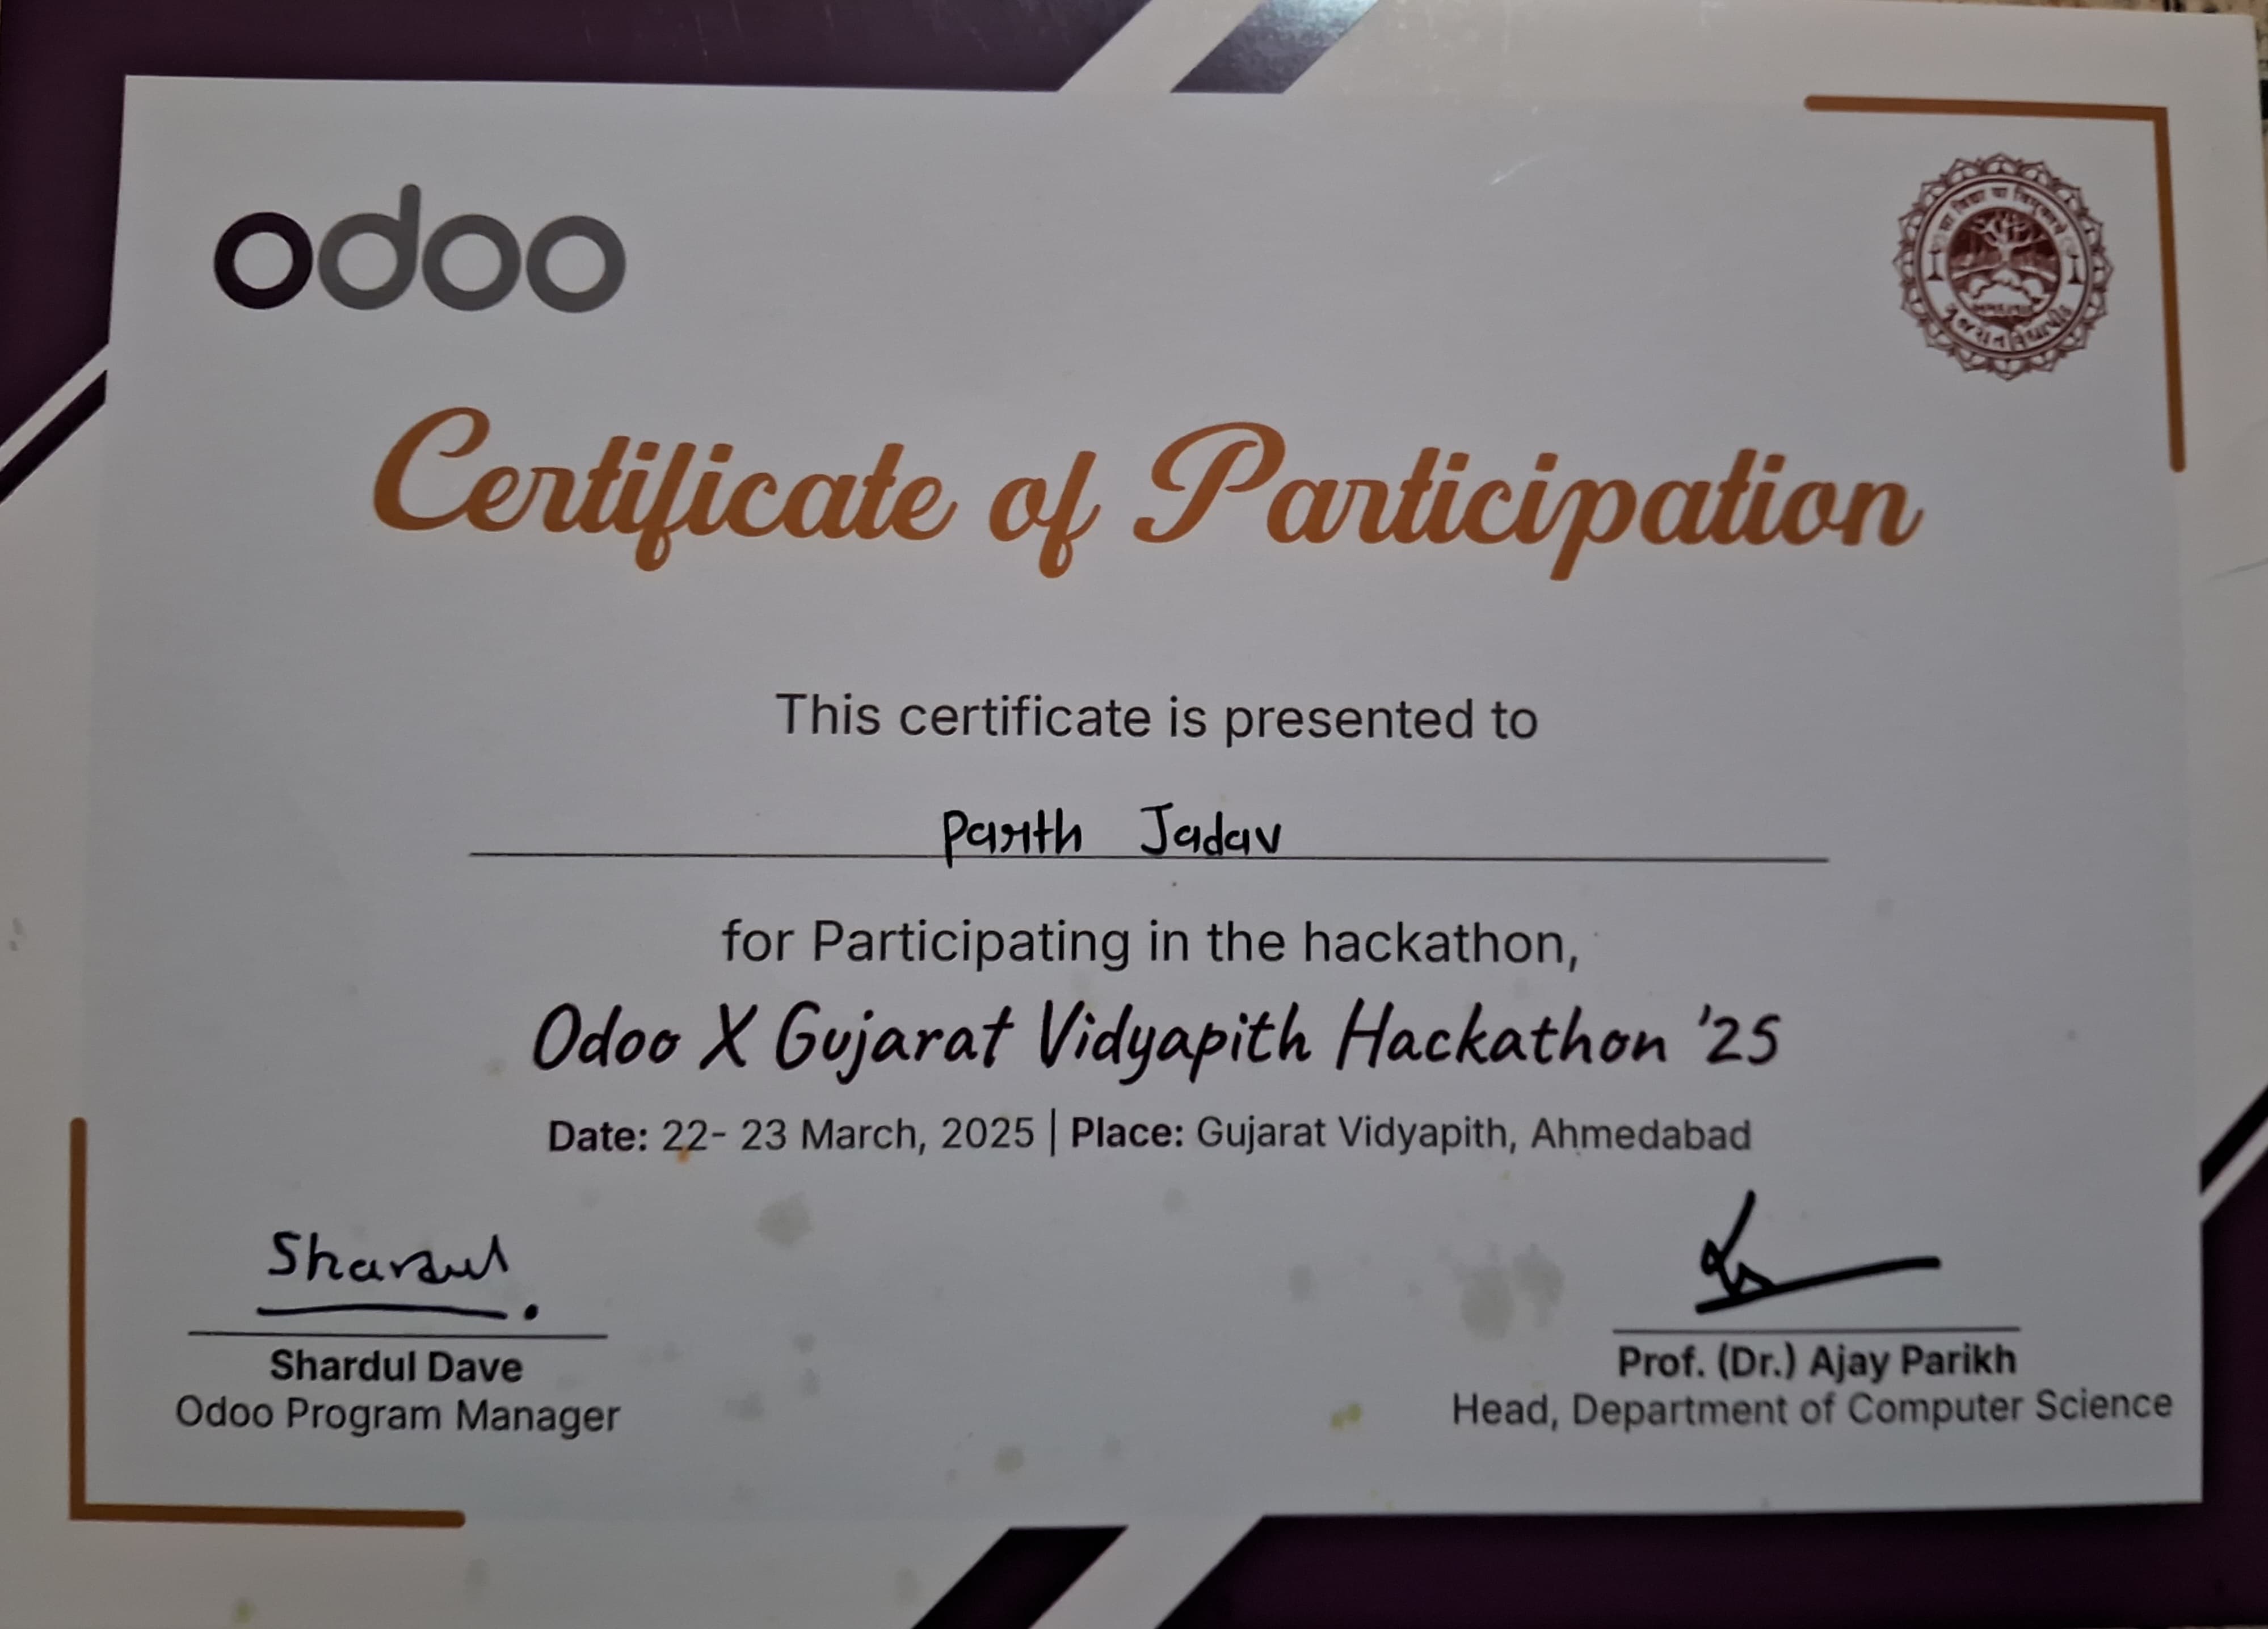 odoo
Certificate of Participation
This certificate is presented to
Parth Jadav
for Participating in the hackathon,
Odoo X Gujarat Vidyapith Hackathon '25
Date: 22- 23 March, 2025 | Place: Gujarat Vidyapith, Ahmedabad
Shardul
Shardul Dave
Odoo Program Manager
Prof. (Dr.) Ajay Parikh
Head, Department of Computer Science